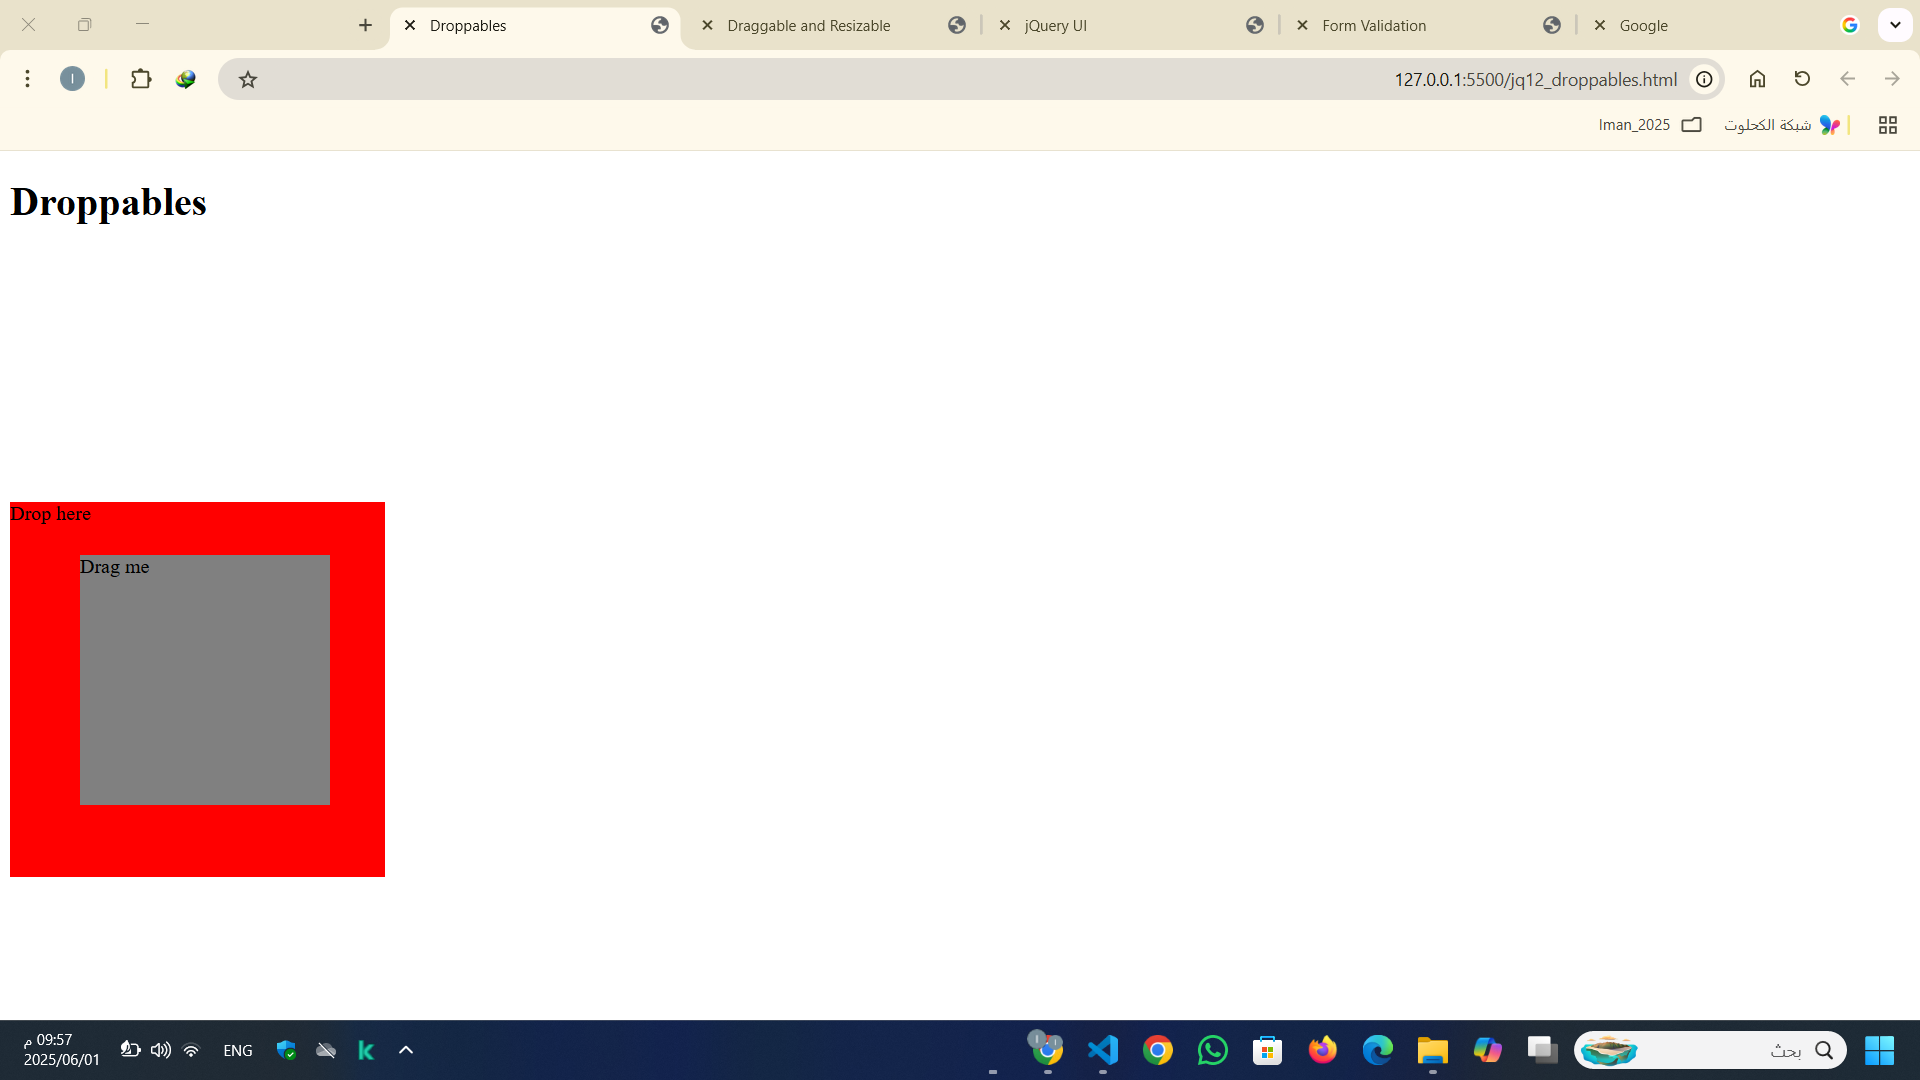 Droppables
Draggable and Resizable
jQuery UI
Form Validation
Google
I
127.0.0.1:5500/jq12_droppables.html
Iman_2025
شبكة الكحلوت
Droppables
Drop here
Drag me
09:57 م
2025/06/01
ENG
بحث